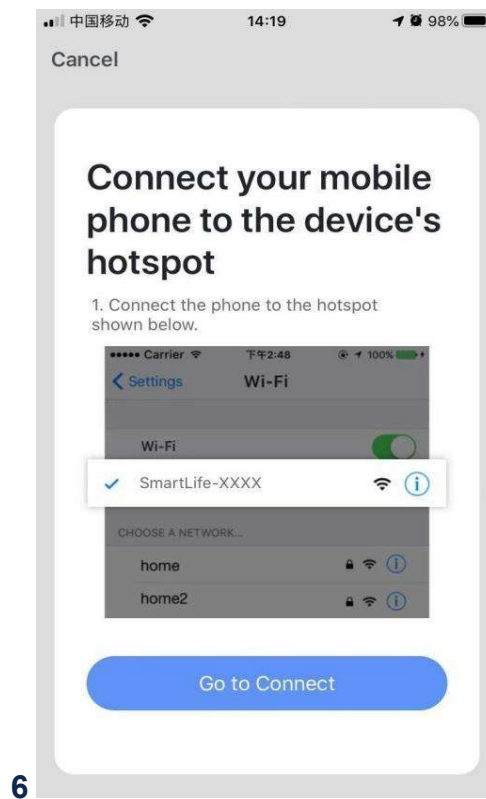 中国移动 14:19 98%
Cancel
Connect your mobile
phone to the device's
hotspot
1. Connect the phone to the hotspot
shown below.
Carrier 下午2:48 100%
Settings Wi-Fi
Wi-Fi
SmartLife-XXXX
CHOOSE A NETWORK...
home
home2
Go to Connect
6